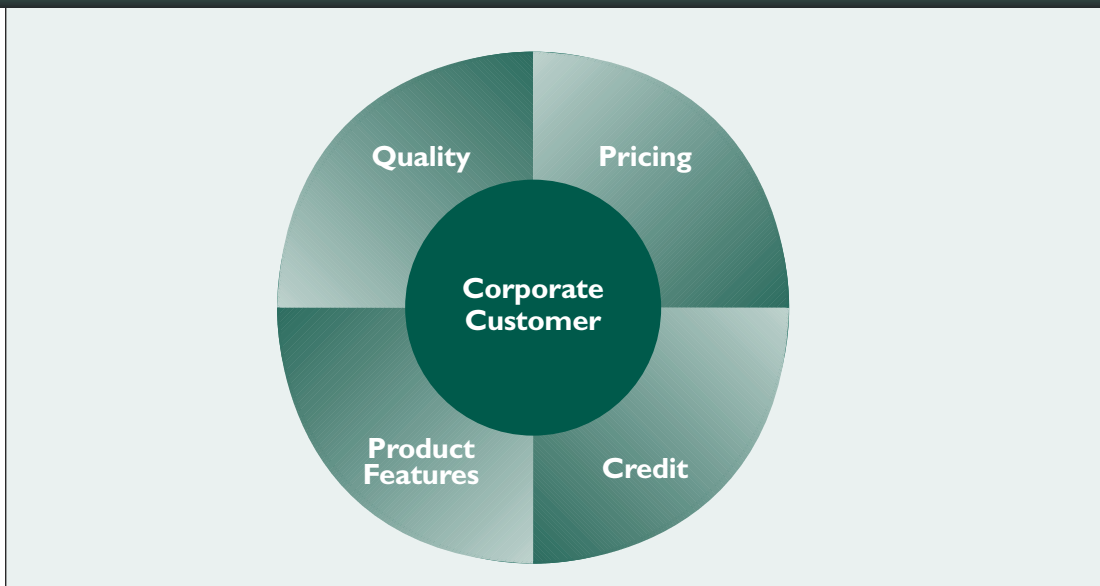 Quality
Pricing
Corporate
Customer
Product
Features
Credit